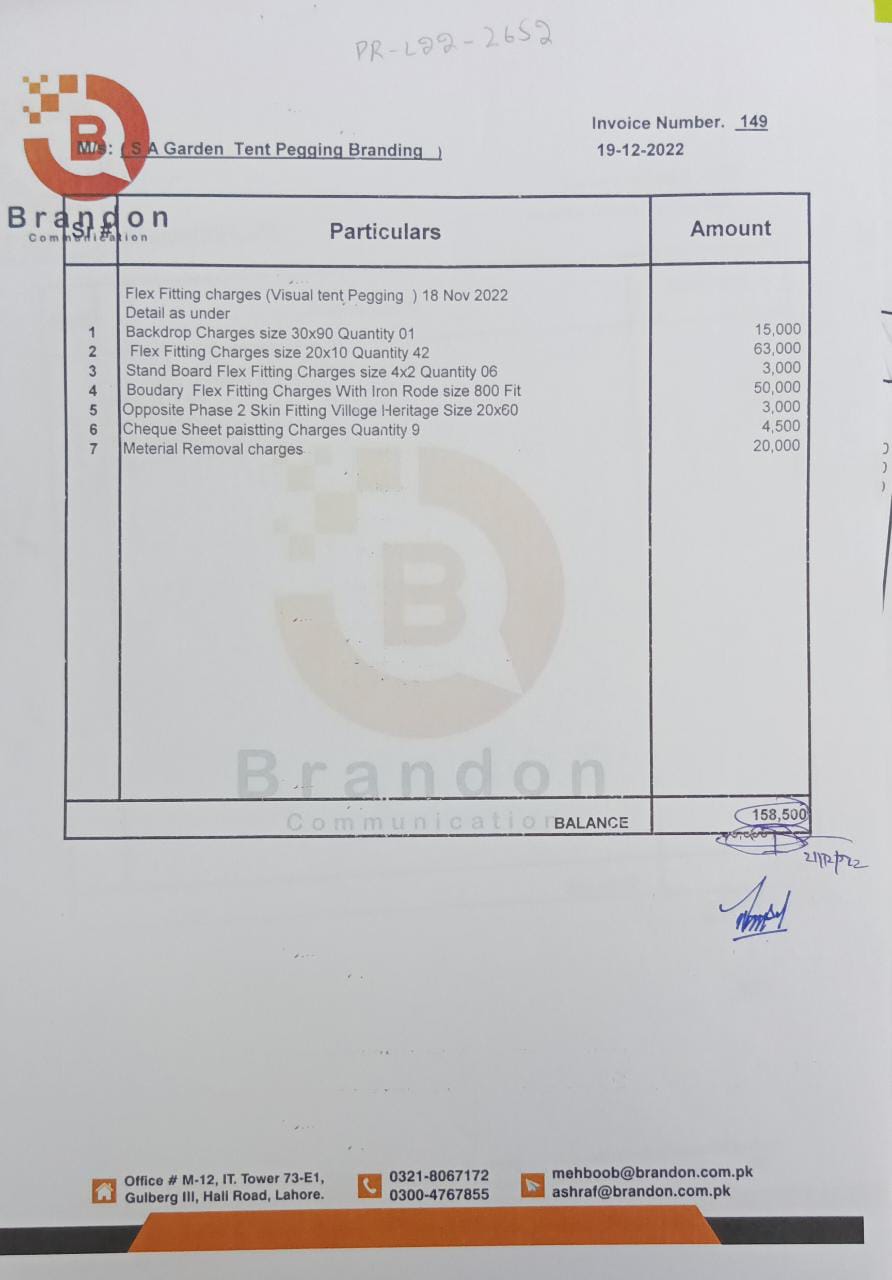 PR-L22-2652
Invoice Number. 149
M/s: ( S A Garden Tent Pegging Branding )
19-12-2022
B
Brandon
Communication
Sr # Particulars Amount
Flex Fitting charges (Visual tent Pegging ) 18 Nov 2022
Detail as under
1 Backdrop Charges size 30x90 Quantity 01 15,000
2 Flex Fitting Charges size 20x10 Quantity 42 63,000
3 Stand Board Flex Fitting Charges size 4x2 Quantity 06 3,000
4 Boudary Flex Fitting Charges With Iron Rode size 800 Fit 50,000
5 Opposite Phase 2 Skin Fitting Villoge Heritage Size 20x60 3,000
6 Cheque Sheet paistting Charges Quantity 9 4,500
7 Meterial Removal charges 20,000
B
Brandon
Communication
BALANCE 158,500
Office # M-12, IT. Tower 73-E1,
Gulberg III, Hall Road, Lahore.
0321-8067172
0300-4767855
mehboob@brandon.com.pk
ashraf@brandon.com.pk